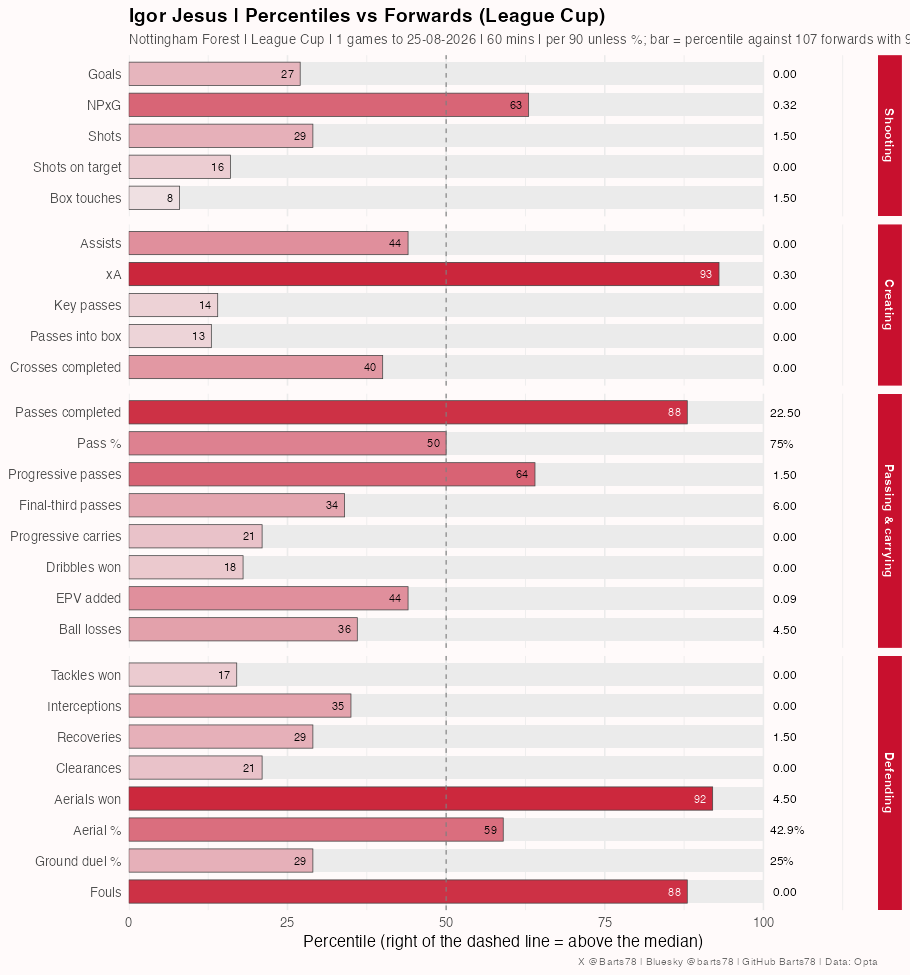 Igor Jesus | Percentiles vs Forwards (League Cup)
Nottingham Forest | League Cup | 1 games to 25-08-2026 | 60 mins | per 90 unless %; bar = percentile against 107 forwards with 9
Goals 27 0.00
NPxG 63 0.32
Shots 29 1.50
Shots on target 16 0.00
Box touches 8 1.50
Shooting
Assists 44 0.00
xA 93 0.30
Key passes 14 0.00
Passes into box 13 0.00
Crosses completed 40 0.00
Creating
Passes completed 88 22.50
Pass % 50 75%
Progressive passes 64 1.50
Final-third passes 34 6.00
Progressive carries 21 0.00
Dribbles won 18 0.00
EPV added 44 0.09
Ball losses 36 4.50
Passing & carrying
Tackles won 17 0.00
Interceptions 35 0.00
Recoveries 29 1.50
Clearances 21 0.00
Aerials won 92 4.50
Aerial % 59 42.9%
Ground duel % 29 25%
Fouls 88 0.00
Defending
0 25 50 75 100
Percentile (right of the dashed line = above the median)
X @Barts78 | Bluesky @barts78 | GitHub Barts78 | Data: Opta